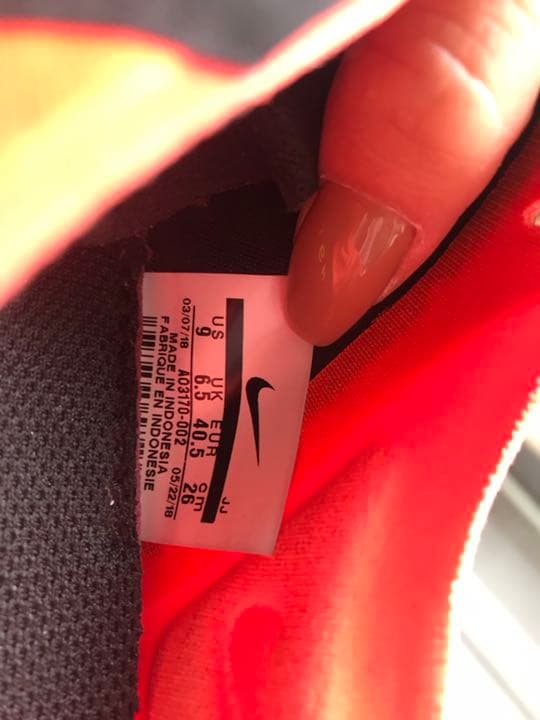 JJ
US UK EUR cm
9 6.5 40.5 26
03/07/18 AO3170-002 05/22/18
MADE IN INDONESIA
FABRIQUE EN INDONESIE